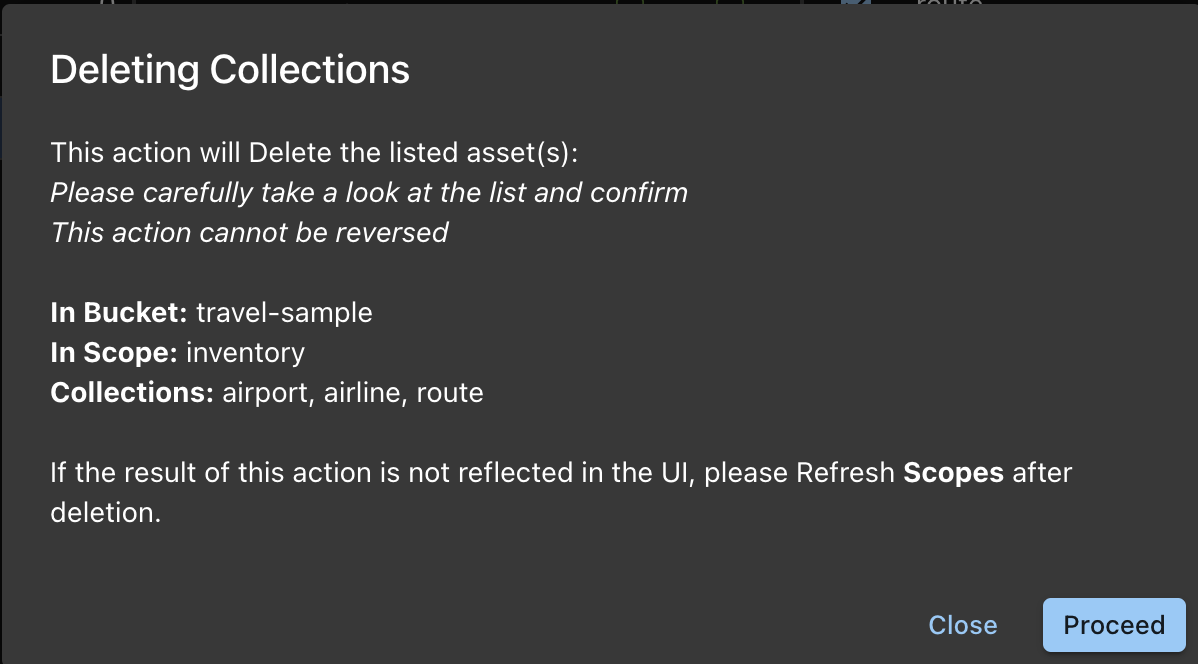 route
Deleting Collections
This action will Delete the listed asset(s):
Please carefully take a look at the list and confirm
This action cannot be reversed
In Bucket: travel-sample
In Scope: inventory
Collections: airport, airline, route
If the result of this action is not reflected in the UI, please Refresh Scopes after
deletion.
Close
Proceed